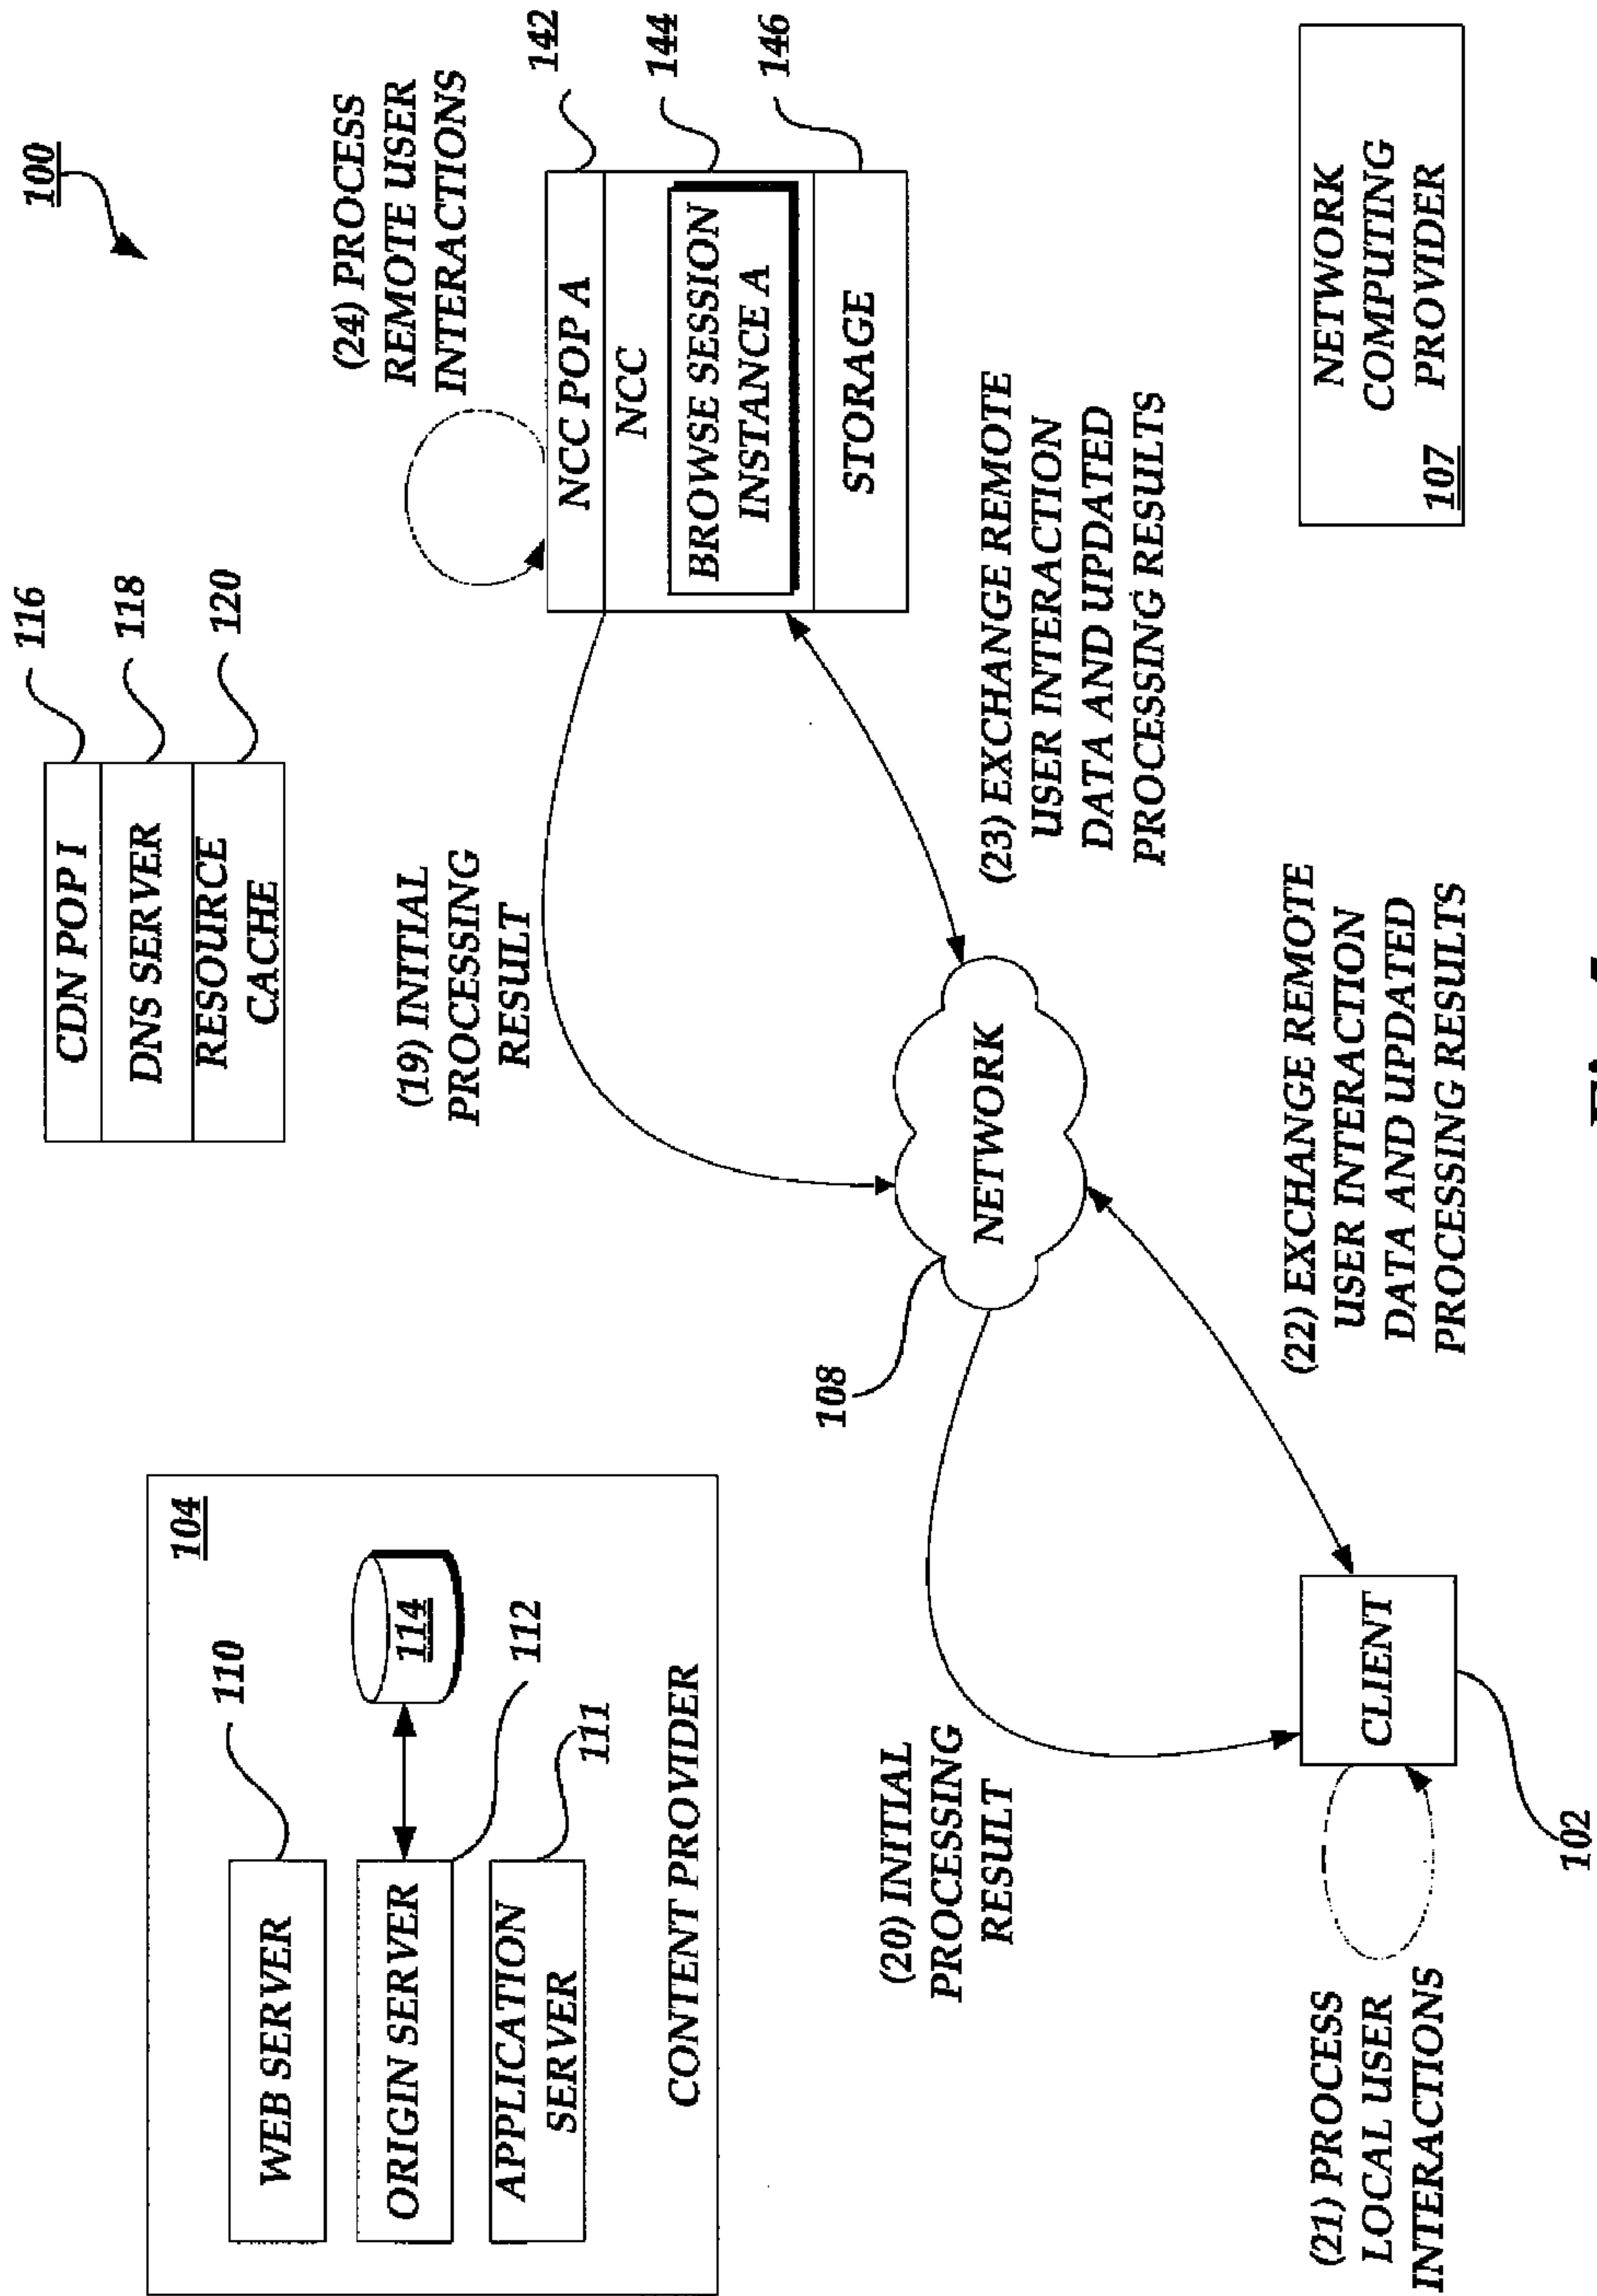 100
104
WEB SERVER
110
ORIGIN SERVER
114
112
APPLICATION
SERVER
111
CONTENT PROVIDER
CDN POP I
116
DNS SERVER
118
RESOURCE
CACHE
120
(24) PROCESS
REMOTE USER
INTERACTIONS
(19) INITIAL
PROCESSING
RESULT
NCC POP A
142
NCC
144
BROWSE SESSION
INSTANCE A
STORAGE
146
108
NETWORK
(20) INITIAL
PROCESSING
RESULT
(23) EXCHANGE REMOTE
USER INTERACTION
DATA AND UPDATED
PROCESSING RESULTS
(21) PROCESS
LOCAL USER
INTERACTIONS
CLIENT
102
(22) EXCHANGE REMOTE
USER INTERACTION
DATA AND UPDATED
PROCESSING RESULTS
NETWORK
COMPUTING
PROVIDER
107